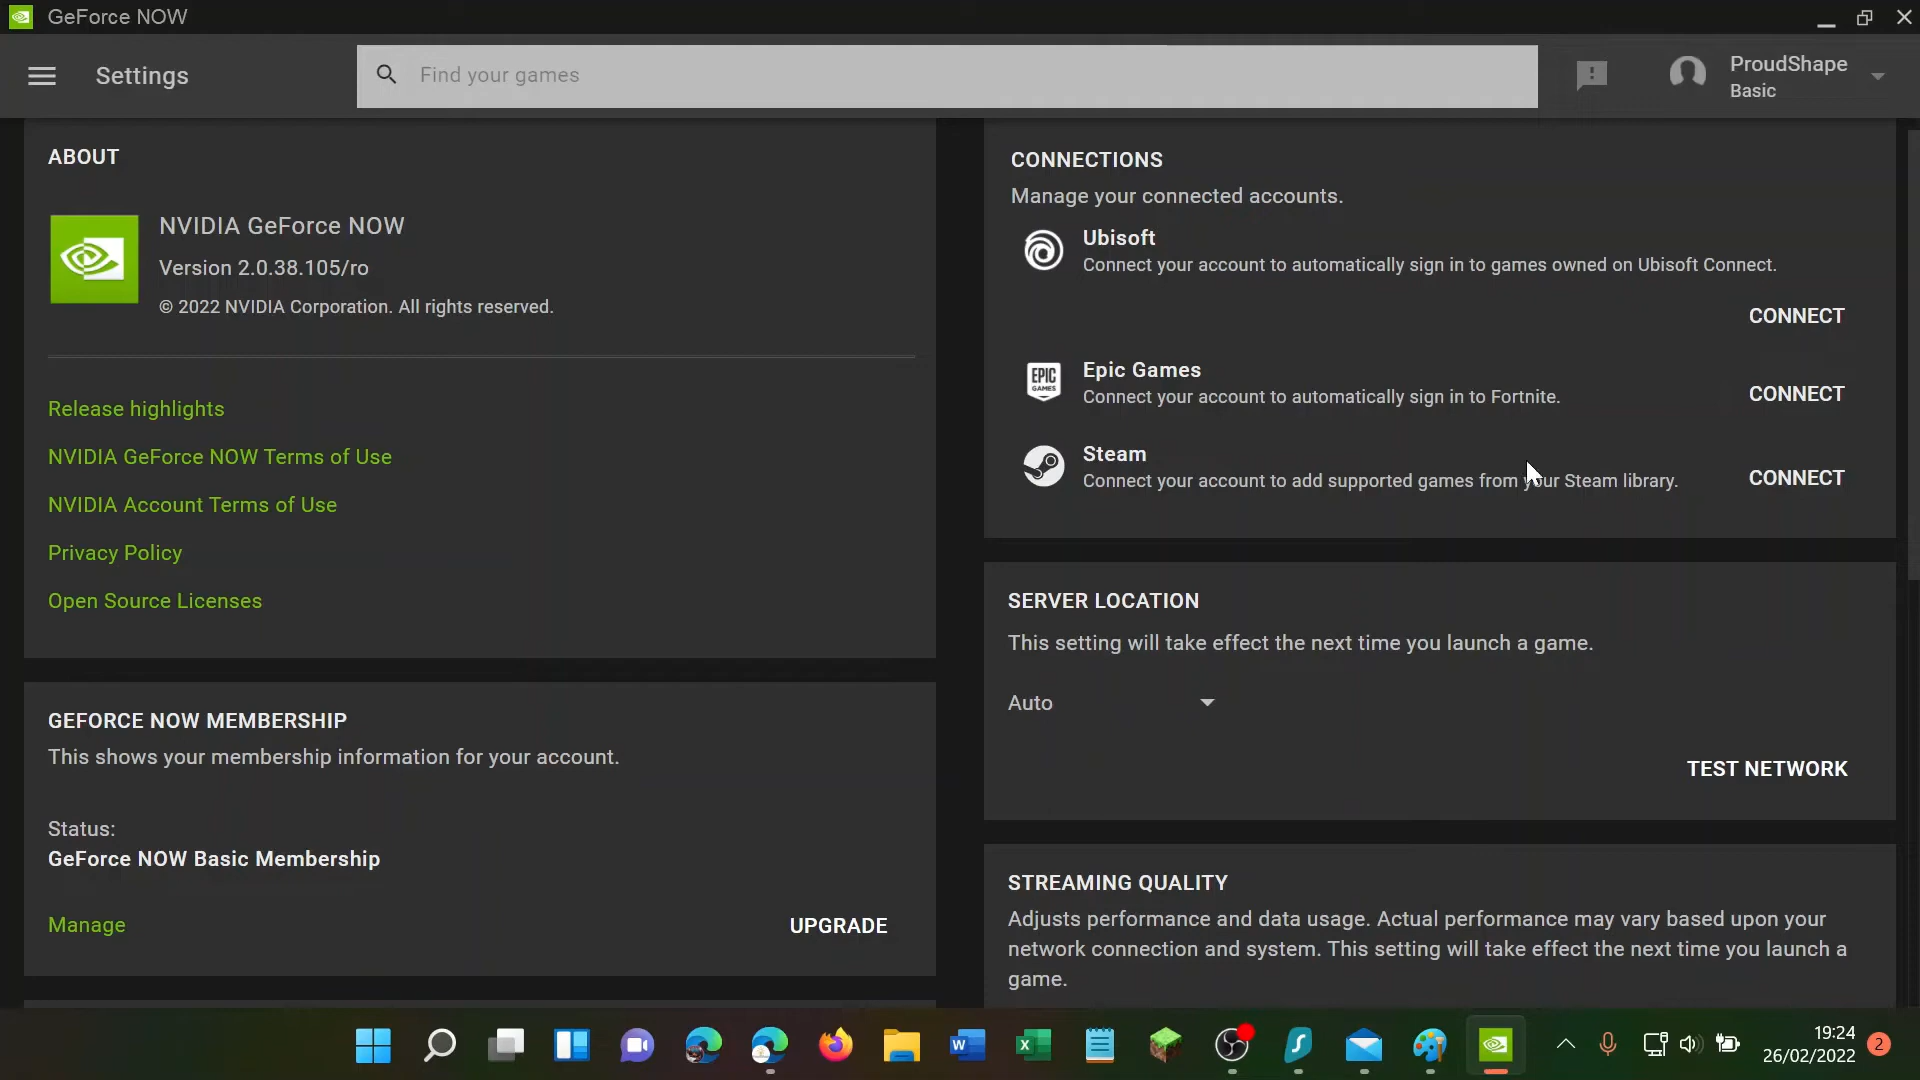 GeForce NOW
Settings
Find your games
ProudShape
Basic
ABOUT
NVIDIA GeForce NOW
Version 2.0.38.105/ro
© 2022 NVIDIA Corporation. All rights reserved.
Release highlights
NVIDIA GeForce NOW Terms of Use
NVIDIA Account Terms of Use
Privacy Policy
Open Source Licenses
GEFORCE NOW MEMBERSHIP
This shows your membership information for your account.
Status:
GeForce NOW Basic Membership
Manage
UPGRADE
CONNECTIONS
Manage your connected accounts.
Ubisoft
Connect your account to automatically sign in to games owned on Ubisoft Connect.
CONNECT
EPIC
GAMES
Epic Games
Connect your account to automatically sign in to Fortnite.
CONNECT
Steam
Connect your account to add supported games from your Steam library.
CONNECT
SERVER LOCATION
This setting will take effect the next time you launch a game.
Auto
TEST NETWORK
STREAMING QUALITY
Adjusts performance and data usage. Actual performance may vary based upon your
network connection and system. This setting will take effect the next time you launch a
game.
W
X
19:24
26/02/2022
2